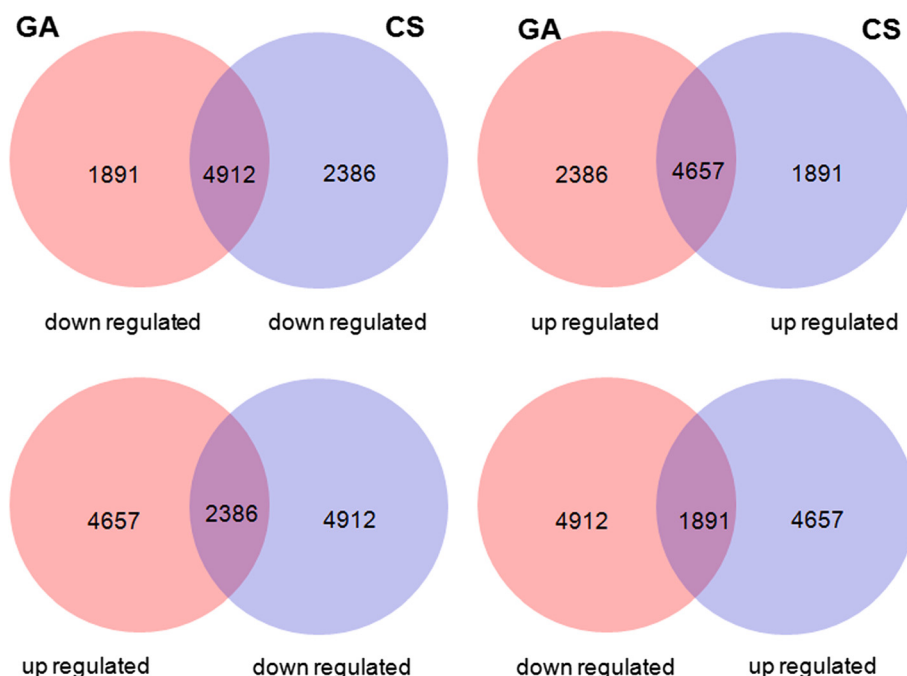 GA CS GA CS
1891 4912 2386 2386 4657 1891
down regulated down regulated up regulated up regulated
4657 2386 4912 4912 1891 4657
up regulated down regulated down regulated up regulated